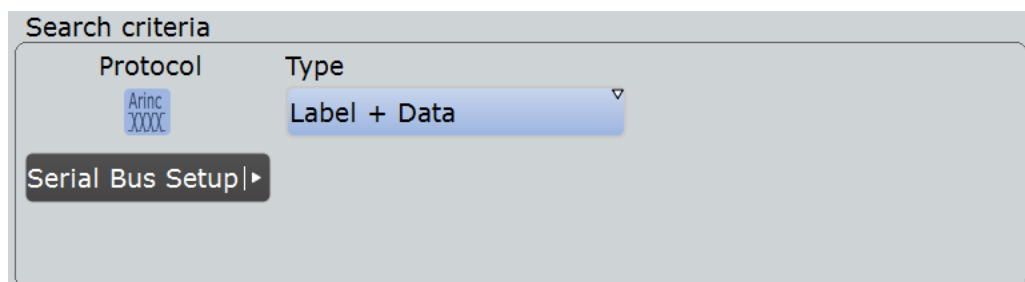 Search criteria
Protocol
Type
Arinc
XXXX
Label + Data
Serial Bus Setup